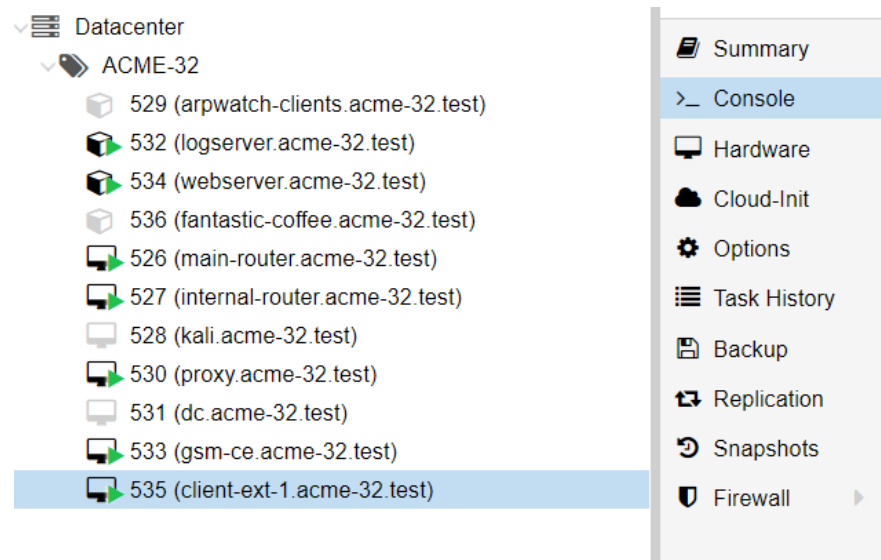 Datacenter
ACME-32
529 (arpwatch-clients.acme-32.test)
532 (logserver.acme-32.test)
534 (webserver.acme-32.test)
536 (fantastic-coffee.acme-32.test)
526 (main-router.acme-32.test)
527 (internal-router.acme-32.test)
528 (kali.acme-32.test)
530 (proxy.acme-32.test)
531 (dc.acme-32.test)
533 (gsm-ce.acme-32.test)
535 (client-ext-1.acme-32.test)
Summary
Console
Hardware
Cloud-Init
Options
Task History
Backup
Replication
Snapshots
Firewall